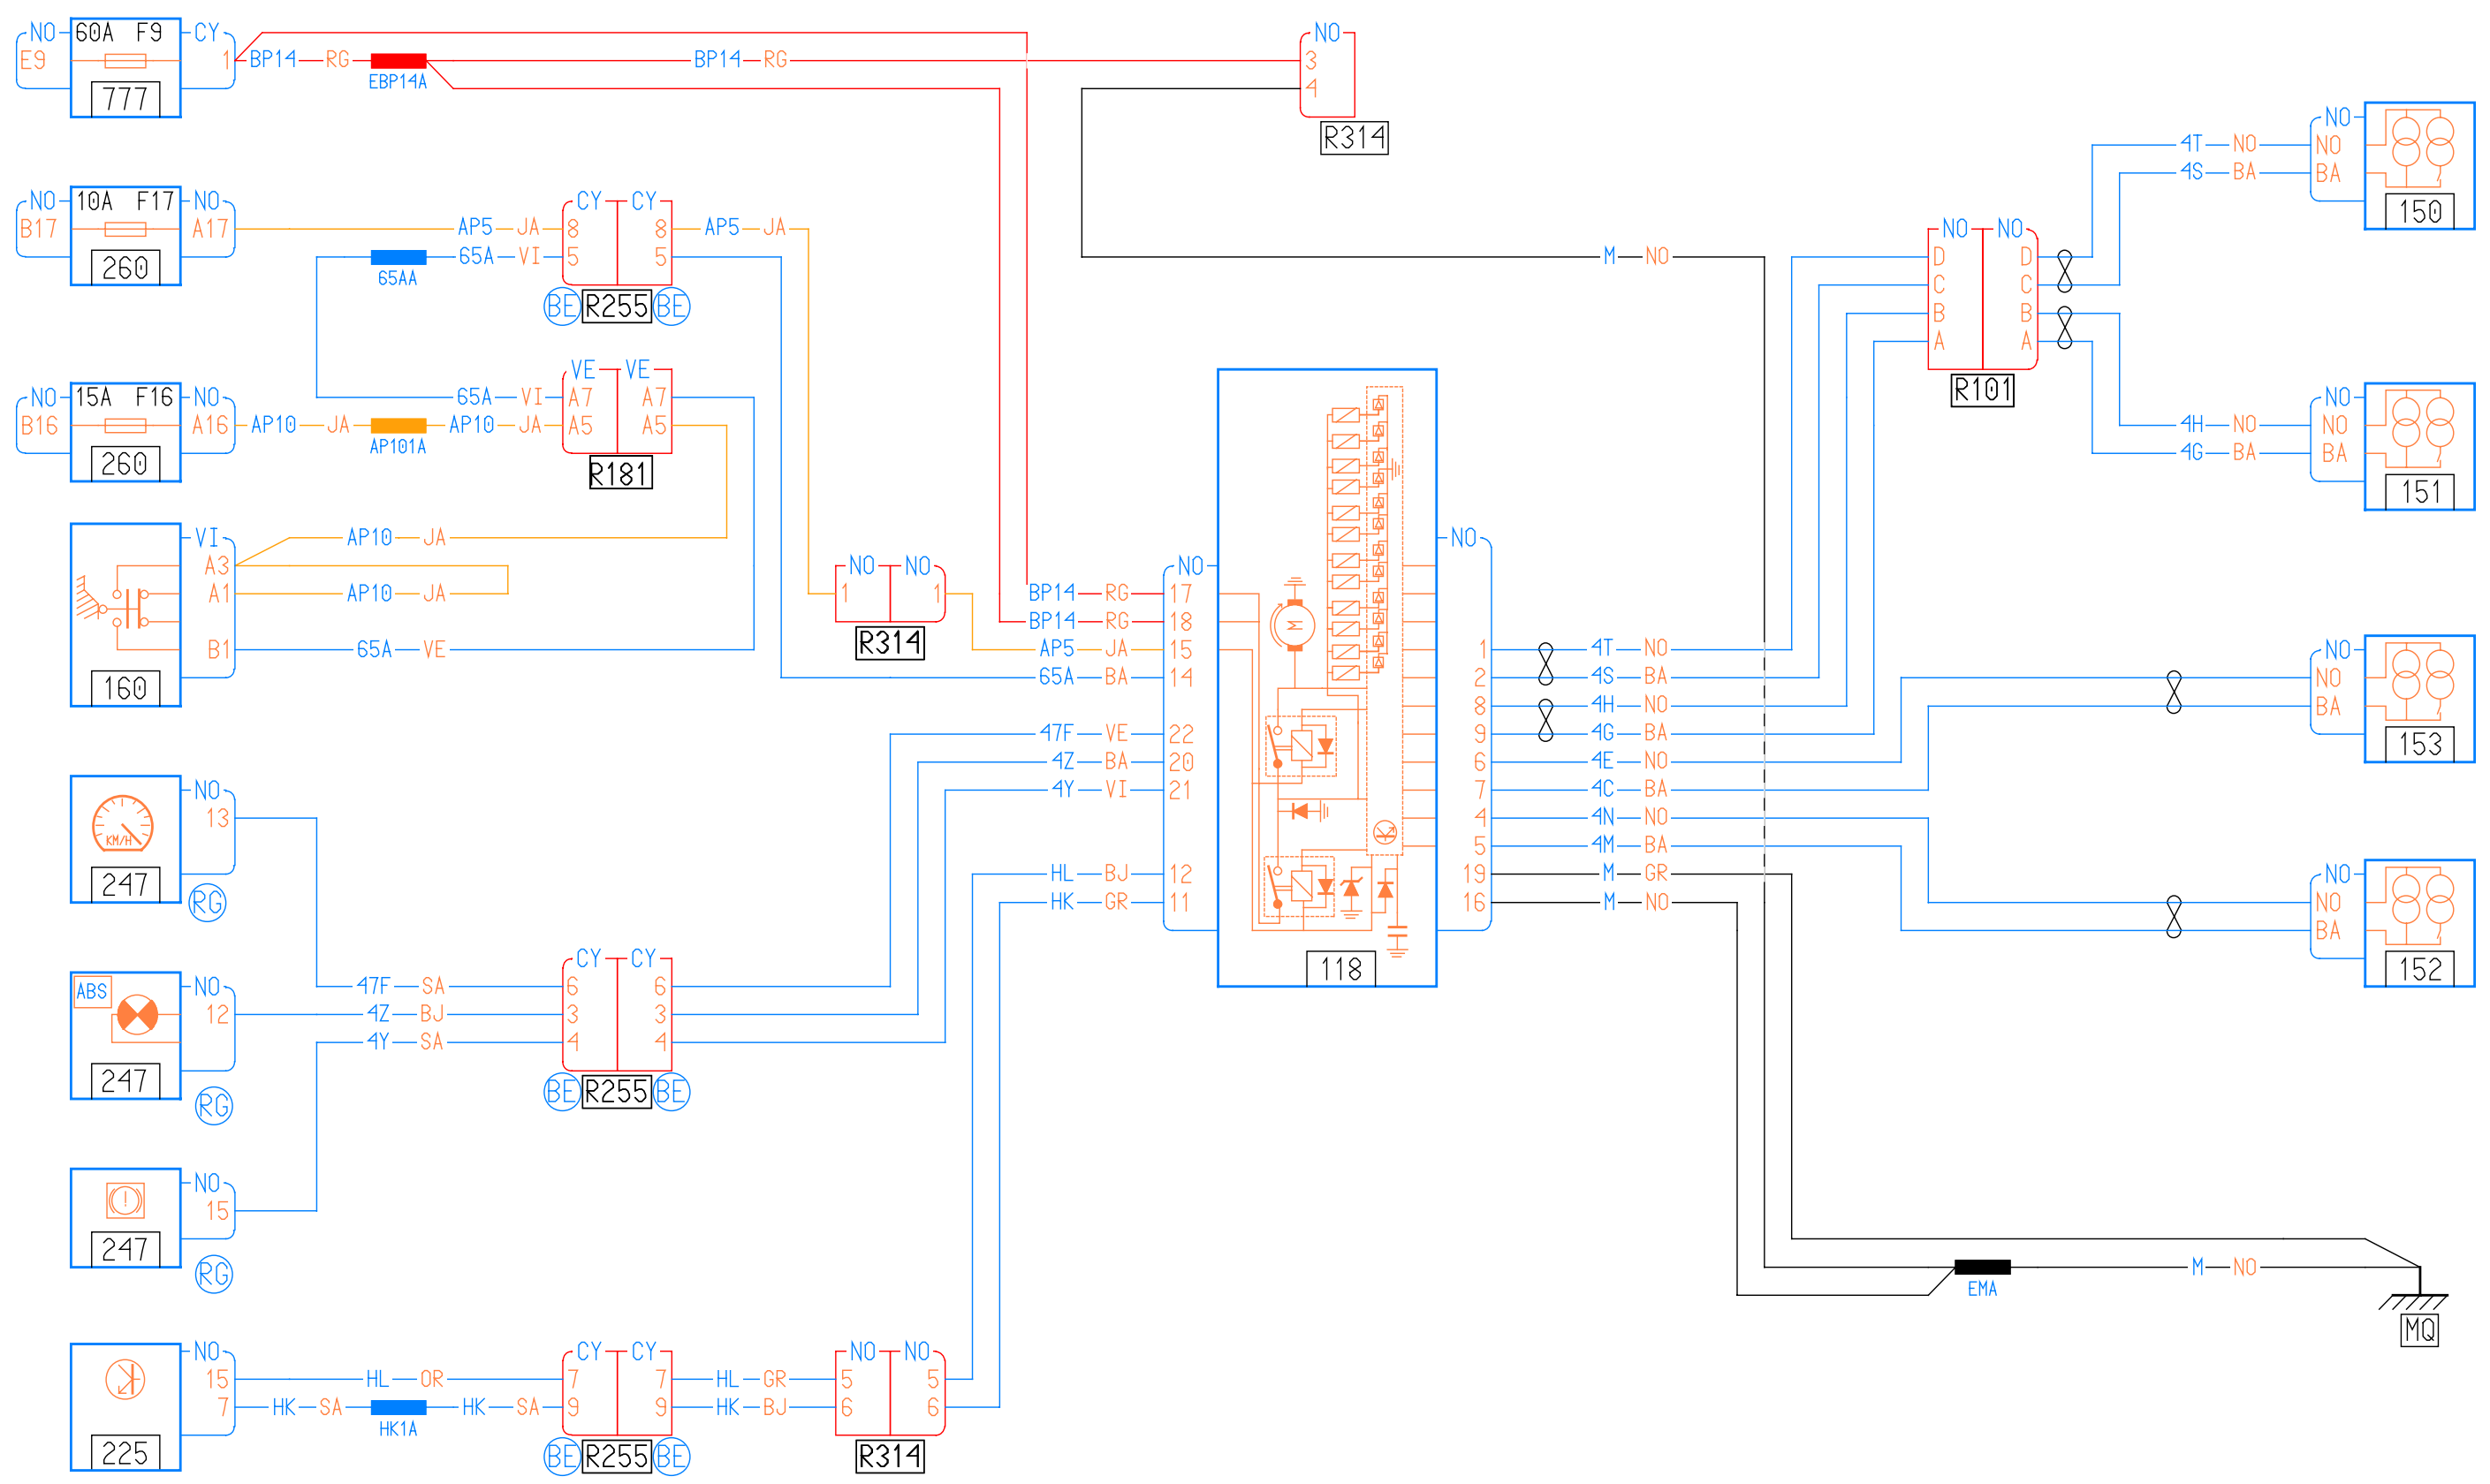 NO 60A F9 CY
E9 1 BP14 RG BP14 RG
EBP14A
777
NO
3
4
R314
NO 10A F17 NO
B17 A17 AP5 JA
65AA 65A VI
260
CY CY
8 8 AP5 JA
5 5
BE R255 BE
M NO
NO 15A F16 NO
B16 A16 AP10 JA AP10 JA
AP101A
260
VE VE
65A VI A7 A7
A5 A5
R181
VI
A3 AP10 JA
A1 AP10 JA
B1 65A VE
160
NO NO
1 1
R314
NO
13
KM/H
247
RG
ABS NO
12
247
RG
NO
15
247
RG
47F SA
4Z BJ
4Y SA
CY CY
6 6
3 3
4 4
BE R255 BE
NO
15 HL OR
7 HK SA HK SA
HK1A
225
CY CY
7 7 HL GR
9 9 HK BJ
BE R255 BE
NO NO
5 5
6 6
R314
NO
BP14 RG 17
BP14 RG 18
AP5 JA 15
65A BA 14
47F VE 22
4Z BA 20
4Y VI 21
HL BJ 12
HK GR 11
M
118
NO
1 4T NO
2 4S BA
8 4H NO
9 4G BA
6 4E NO
7 4C BA
4 4N NO
5 4M BA
19 M GR
16 M NO
NO NO
D D
C C
B B
A A
R101
NO
4T NO NO
4S BA BA
150
NO
4H NO NO
4G BA BA
151
NO
NO
BA
153
NO
NO
BA
152
EMA M NO
MQ